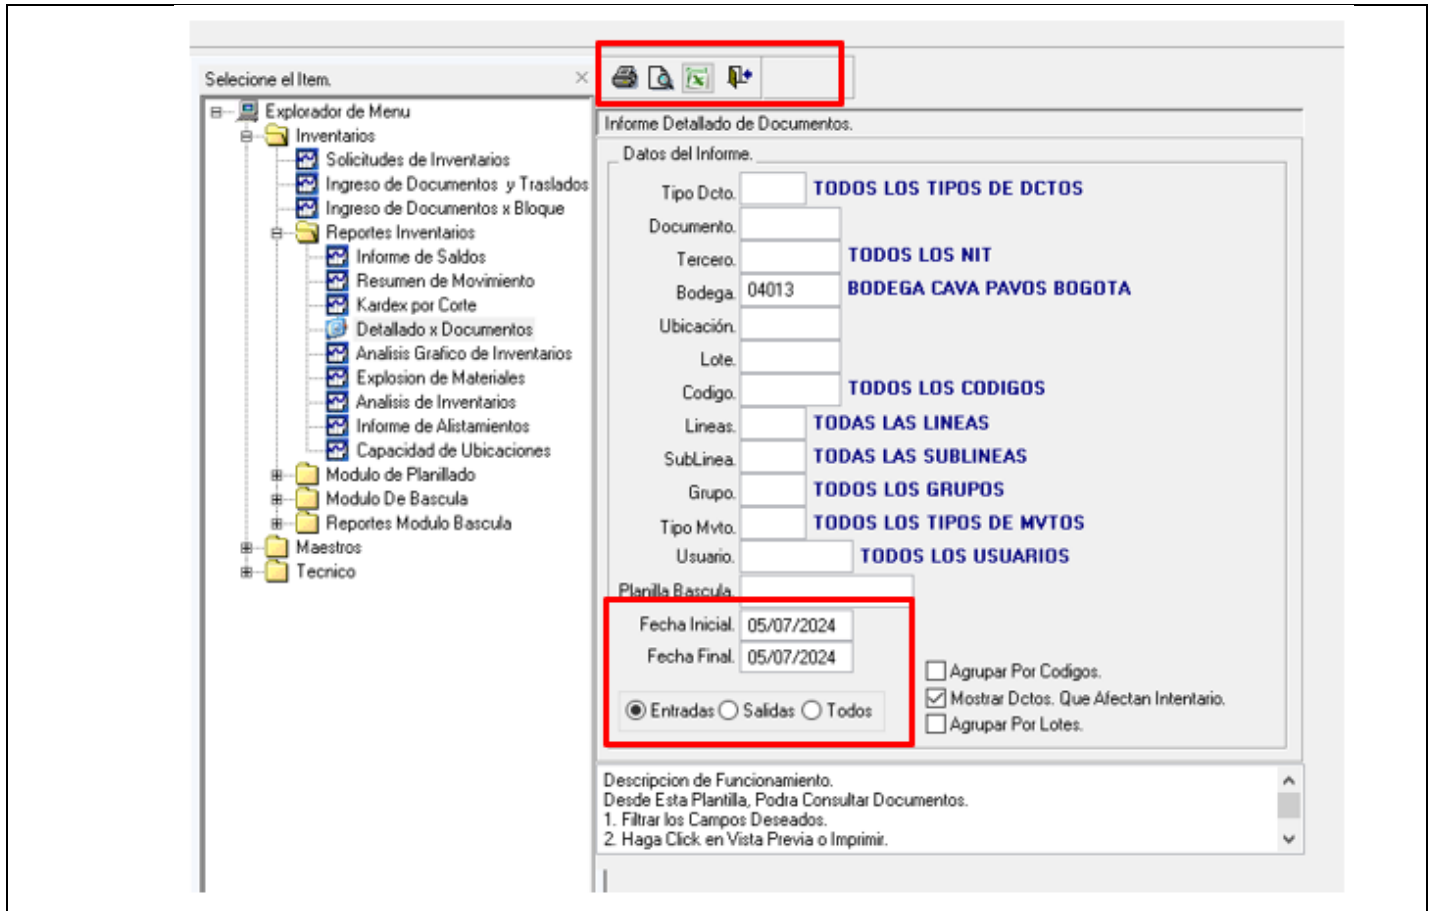 Selecione el Item.
Explorador de Menu
Inventarios
Solicitudes de Inventarios
Ingreso de Documentos y Traslados
Ingreso de Documentos x Bloque
Reportes Inventarios
Informe de Saldos
Resumen de Movimiento
Kardex por Corte
Detallado x Documentos
Analisis Grafico de Inventarios
Explosion de Materiales
Analisis de Inventarios
Informe de Alistamientos
Capacidad de Ubicaciones
Modulo de Planillado
Modulo De Bascula
Reportes Modulo Bascula
Maestros
Tecnico
Informe Detallado de Documentos.
Datos del Informe.
Tipo Dcto. TODOS LOS TIPOS DE DCTOS
Documento.
Tercero. TODOS LOS NIT
Bodega. 04013 BODEGA CAVA PAVOS BOGOTA
Ubicación.
Lote.
Codigo. TODOS LOS CODIGOS
Lineas. TODAS LAS LINEAS
SubLinea. TODAS LAS SUBLINEAS
Grupo. TODOS LOS GRUPOS
Tipo Mvto. TODOS LOS TIPOS DE MVTOS
Usuario. TODOS LOS USUARIOS
Planilla Bascula.
Fecha Inicial. 05/07/2024
Fecha Final. 05/07/2024
Agrupar Por Codigos.
Mostrar Dctos. Que Afectan Intentario.
Entradas Salidas Todos
Agrupar Por Lotes.
Descripcion de Funcionamiento.
Desde Esta Plantilla, Podra Consultar Documentos.
1. Filtrar los Campos Deseados.
2. Haga Click en Vista Previa o Imprimir.